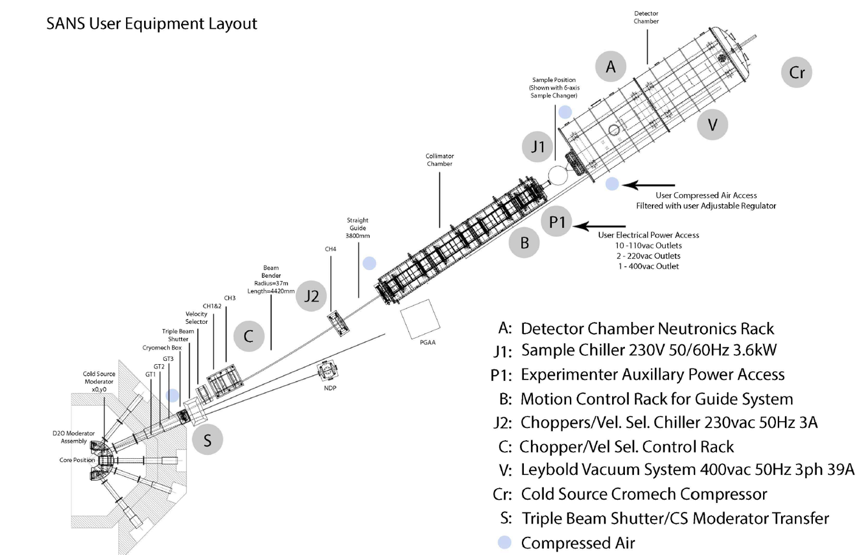 SANS User Equipment Layout
Detector
Chamber
A
Cr
Sample Position
(Shown with 6-axis
Sample Changer)
V
J1
Collimator
Chamber
User Compressed Air Access
Filtered with user Adjustable Regulator
P1
B
User Electrical Power Access
10 -110vac Outlets
2 - 220vac Outlets
1 - 400vac Outlet
Straight
Guide
3800mm
CH4
Beam
Bender
Radius=37m
Length=4420mm
J2
CH3
CH1&2
Velocity
Selector
C
Triple Beam
Shutter
Cryomech Box
GT3
GT2
GT1
PGAA
NDP
Cold Source
Moderator
x0,y0
S
D2O Moderator
Assembly
Core Position
A: Detector Chamber Neutronics Rack
J1: Sample Chiller 230V 50/60Hz 3.6kW
P1: Experimenter Auxillary Power Access
B: Motion Control Rack for Guide System
J2: Choppers/Vel. Sel. Chiller 230vac 50Hz 3A
C: Chopper/Vel Sel. Control Rack
V: Leybold Vacuum System 400vac 50Hz 3ph 39A
Cr: Cold Source Cromech Compressor
S: Triple Beam Shutter/CS Moderator Transfer
Compressed Air